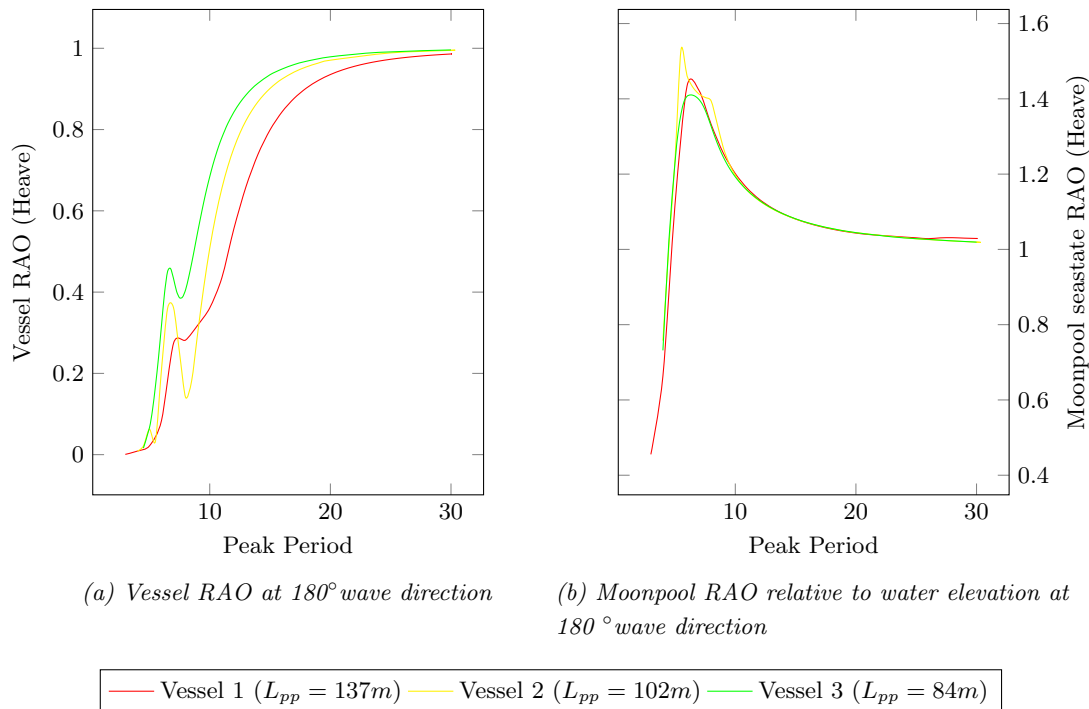 1
0.8
0.6
0.4
0.2
0
Vessel RAO (Heave)
10 20 30
Peak Period
(a) Vessel RAO at 180°wave direction
1.6
1.4
1.2
1
0.8
0.6
0.4
Moonpool seastate RAO (Heave)
10 20 30
Peak Period
(b) Moonpool RAO relative to water elevation at
180 °wave direction
Vessel 1 (Lpp = 137m) Vessel 2 (Lpp = 102m) Vessel 3 (Lpp = 84m)